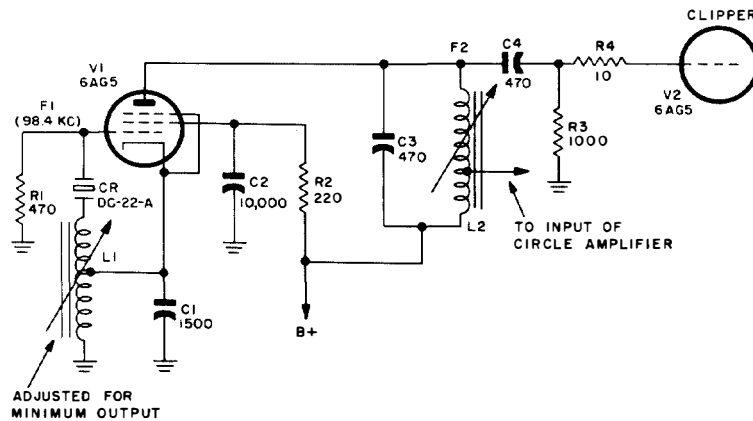 CLIPPER
V1
6AG5
F2
C4
470
R4
10
V2
6AG5
F1
(98.4 KC)
C3
470
R3
1000
R1
470
CR
DC-22-A
C2
10,000
R2
220
L1
L2
TO INPUT OF
CIRCLE AMPLIFIER
C1
1500
B+
ADJUSTED FOR
MINIMUM OUTPUT